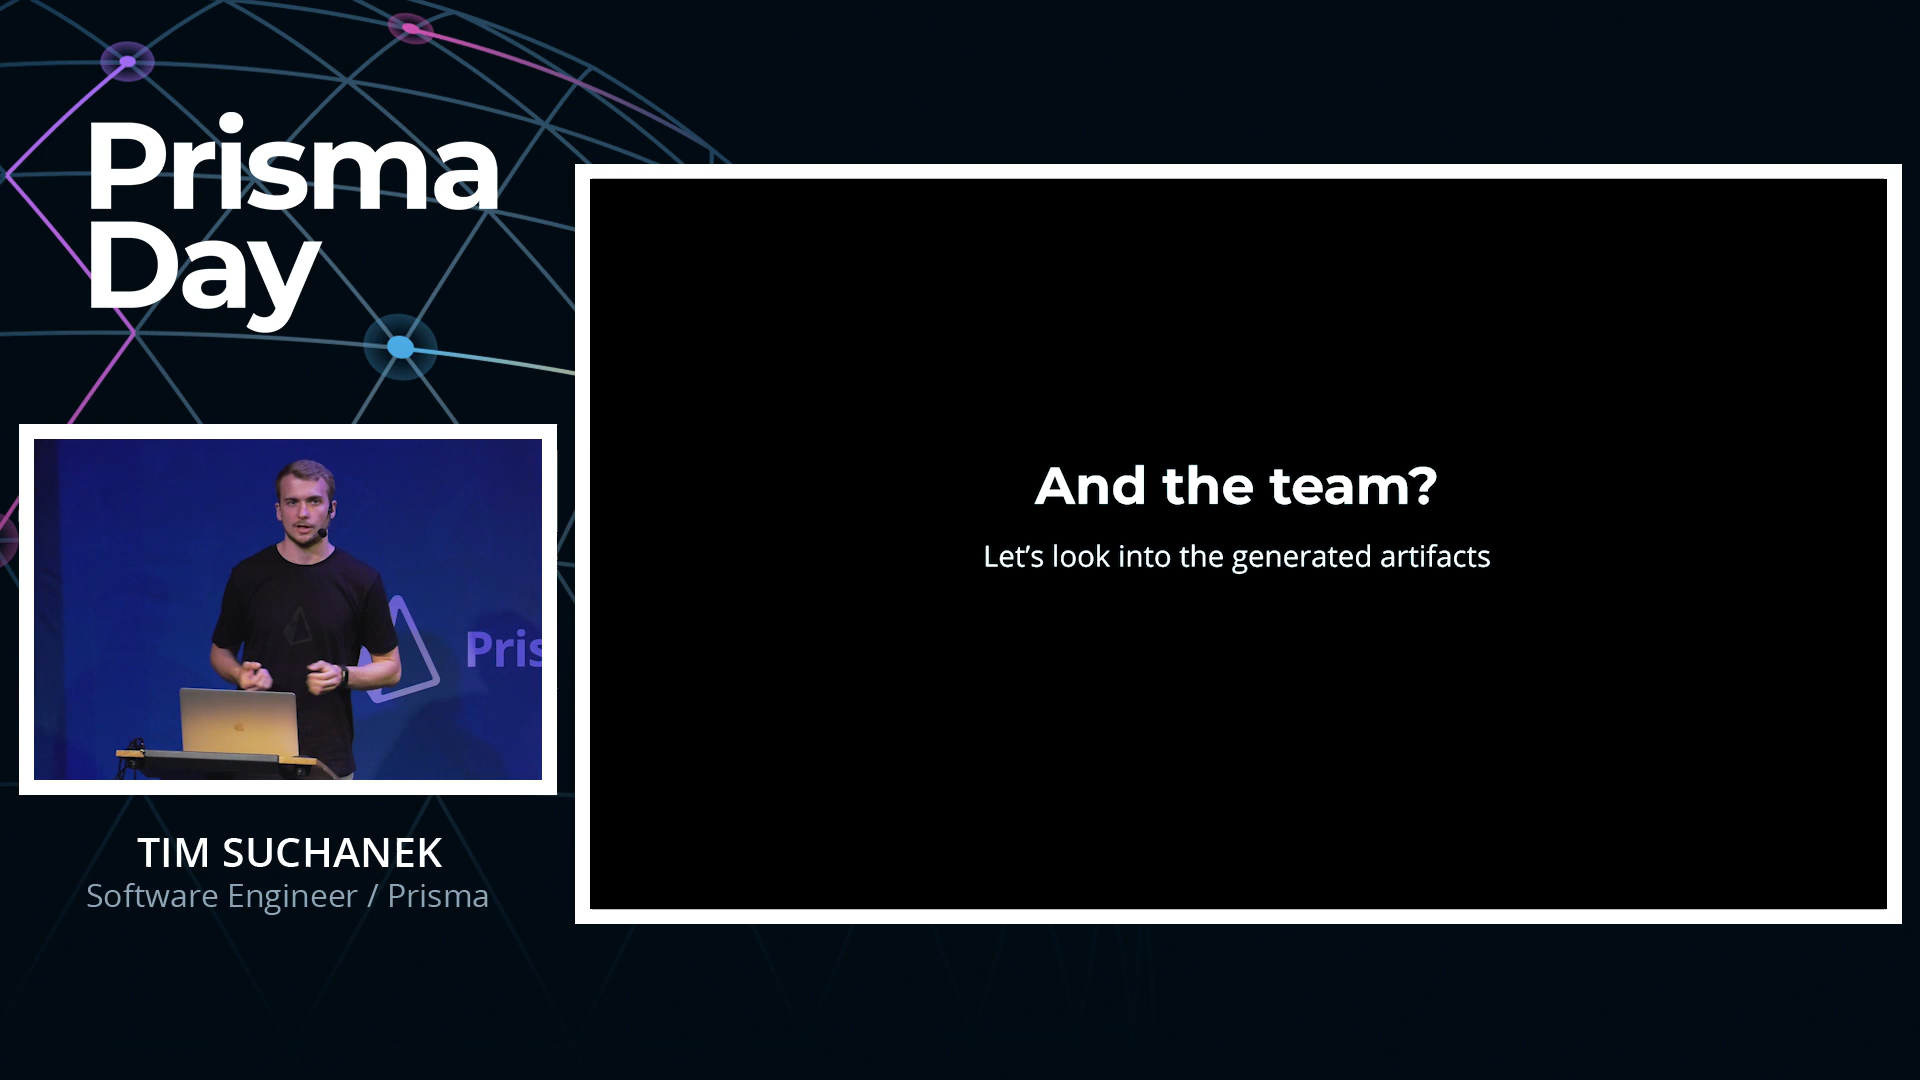 Prisma
Day
Pris
TIM SUCHANEK
Software Engineer / Prisma
And the team?
Let’s look into the generated artifacts